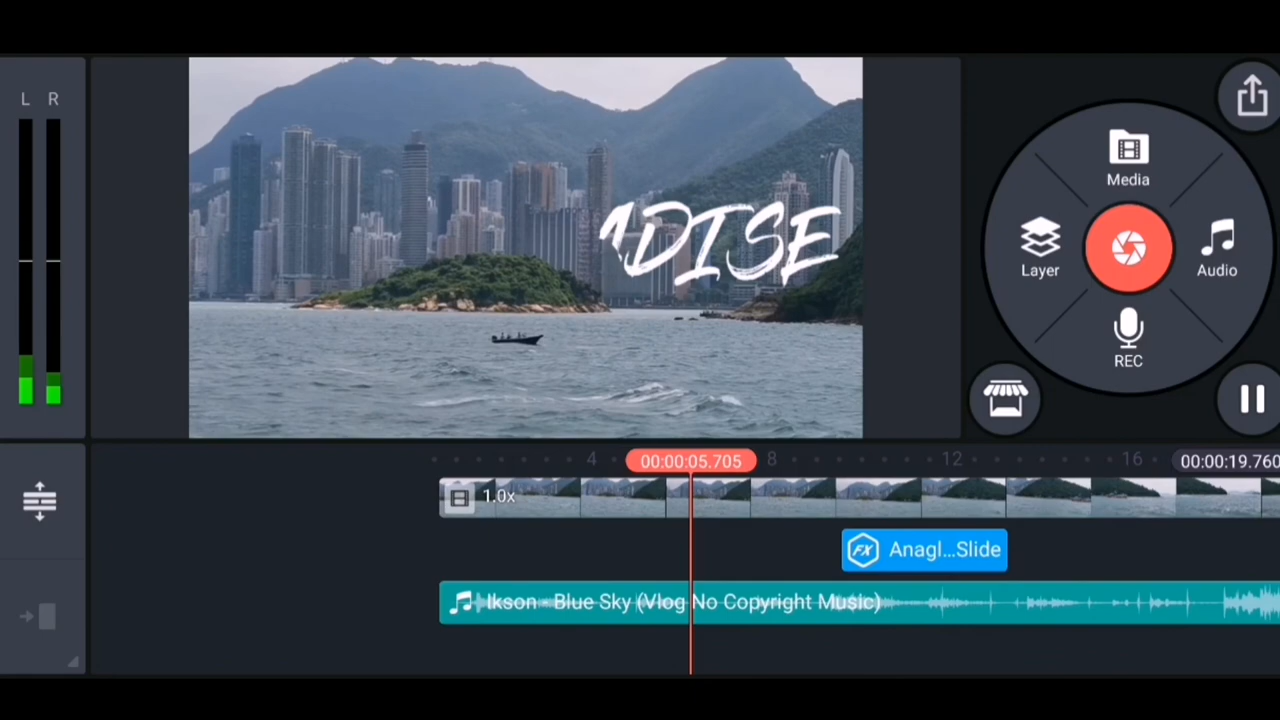 L R
Media
Layer
Audio
REC
DISE
4
00:00:05.705
8
12
16
00:00:19.760
1.0x
FX Anagl...Slide
Ikson - Blue Sky (Vlog No Copyright Music)